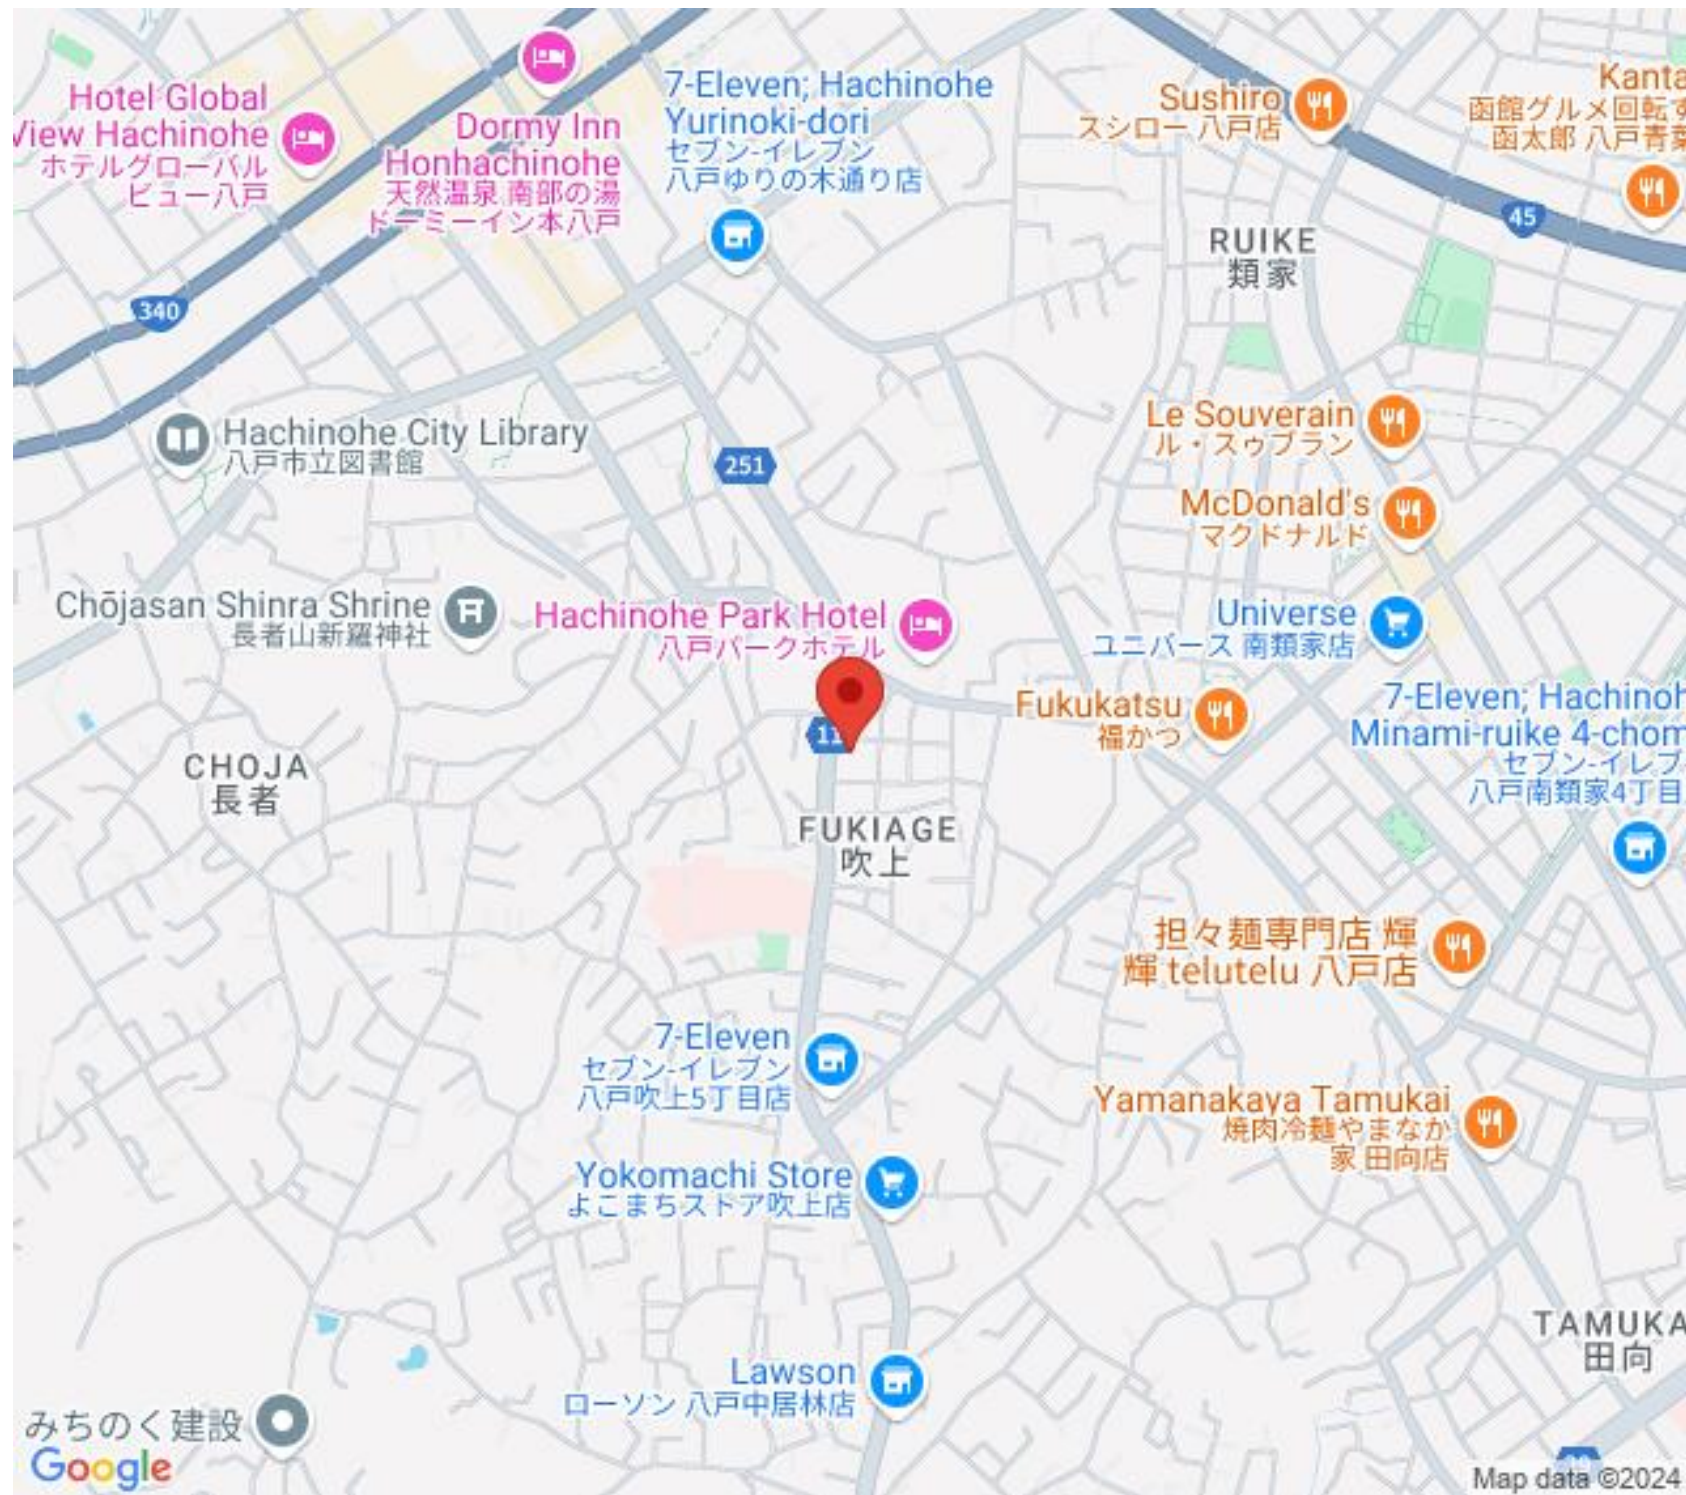 Hotel Global
View Hachinohe
ホテルグローバル
ビュー八戸
Dormy Inn
Honhachinohe
天然温泉 南部の湯
ドーミーイン本八戸
7-Eleven; Hachinohe
Yurinoki-dori
セブン-イレブン
八戸ゆりの木通り店
Sushiro
スシロー 八戸店
Kanta
函館グルメ回転す
函太郎 八戸青葉
45
RUIKE
類家
340
Hachinohe City Library
八戸市立図書館
251
Le Souverain
ル・スゥブラン
McDonald's
マクドナルド
Chōjasan Shinra Shrine
長者山新羅神社
Hachinohe Park Hotel
八戸パークホテル
Universe
ユニバース 南類家店
Fukukatsu
福かつ
7-Eleven; Hachinoh
Minami-ruike 4-chom
セブン-イレブ
八戸南類家4丁目
11
CHOJA
長者
FUKIAGE
吹上
担々麺専門店 輝
輝 telutelu 八戸店
7-Eleven
セブン-イレブン
八戸吹上5丁目店
Yamanakaya Tamukai
焼肉冷麺やまなか
家 田向店
Yokomachi Store
よこまちストア吹上店
TAMUKA
田向
Lawson
ローソン 八戸中居林店
みちのく建設
Google
Map data ©2024